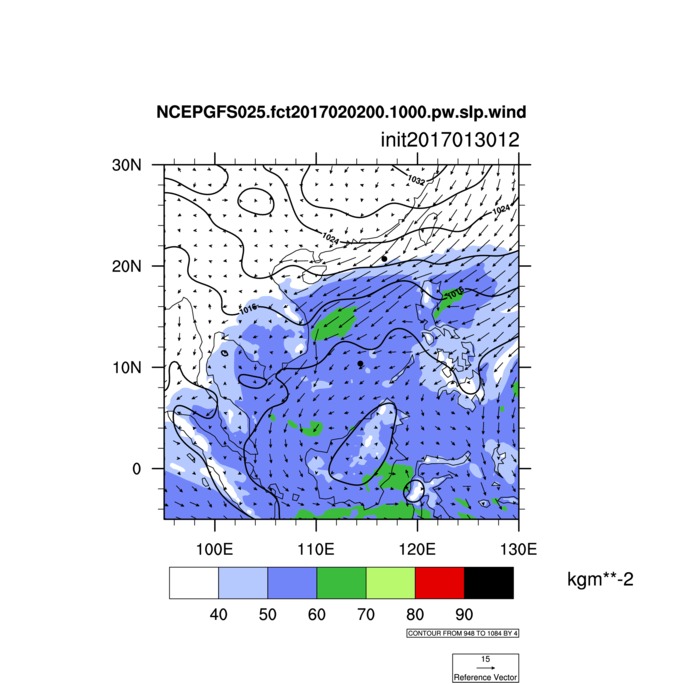 NCEPGFS025.fct2017020200.1000.pw.slp.wind
init2017013012
30N
1032
1024
1024
20N
1016
1016
10N
0
100E 110E 120E 130E
kgm**-2
40 50 60 70 80 90
CONTOUR FROM 948 TO 1084 BY 4
15
Reference Vector